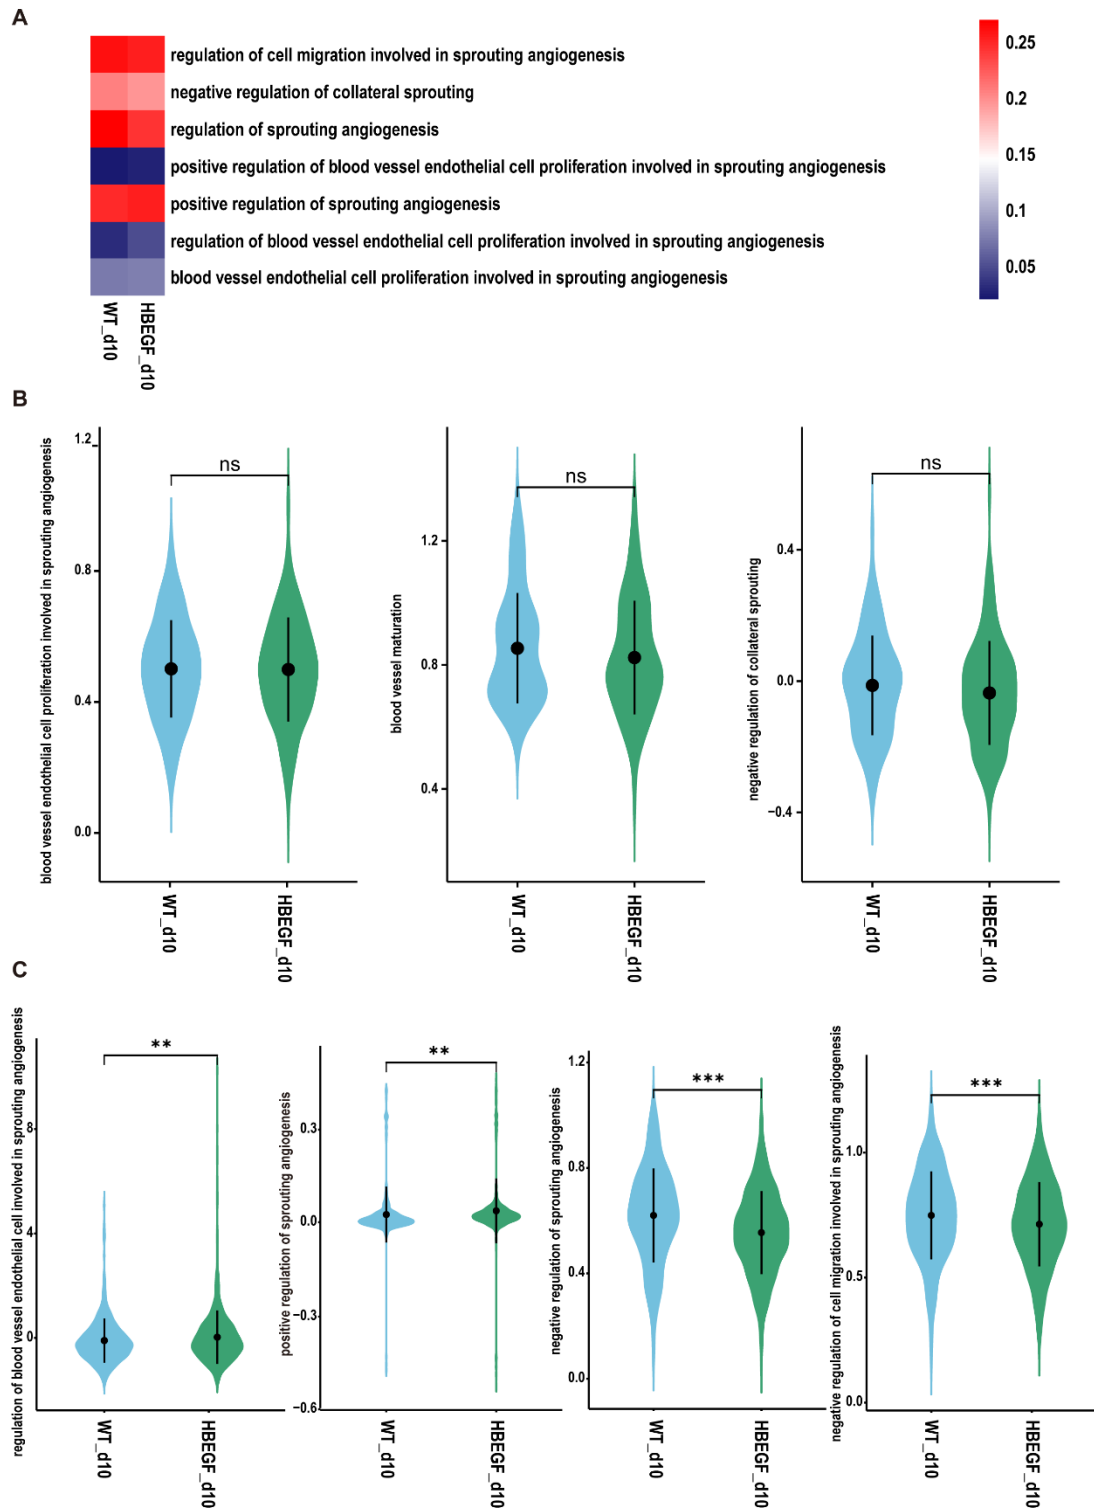 A
regulation of cell migration involved in sprouting angiogenesis
negative regulation of collateral sprouting
regulation of sprouting angiogenesis
positive regulation of blood vessel endothelial cell proliferation involved in sprouting angiogenesis
positive regulation of sprouting angiogenesis
regulation of blood vessel endothelial cell proliferation involved in sprouting angiogenesis
blood vessel endothelial cell proliferation involved in sprouting angiogenesis
WT_d10
HBEGF_d10
0.25
0.2
0.15
0.1
0.05
B
blood vessel endothelial cell proliferation involved in sprouting angiogenesis
1.2
0.8
0.4
0.0
ns
WT_d10
HBEGF_d10
blood vessel maturation
1.2
0.8
0.4
ns
WT_d10
HBEGF_d10
negative regulation of collateral sprouting
0.4
0.0
−0.4
ns
WT_d10
HBEGF_d10
C
regulation of blood vessel endothelial cell involved in sprouting angiogenesis
8
4
0
**
WT_d10
HBEGF_d10
positive regulation of sprouting angiogenesis
0.3
0.0
−0.3
−0.6
**
WT_d10
HBEGF_d10
negative regulation of sprouting angiogenesis
1.2
0.8
0.4
0.0
***
WT_d10
HBEGF_d10
negative regulation of cell migration involved in sprouting angiogenesis
1.0
0.5
0.0
***
WT_d10
HBEGF_d10